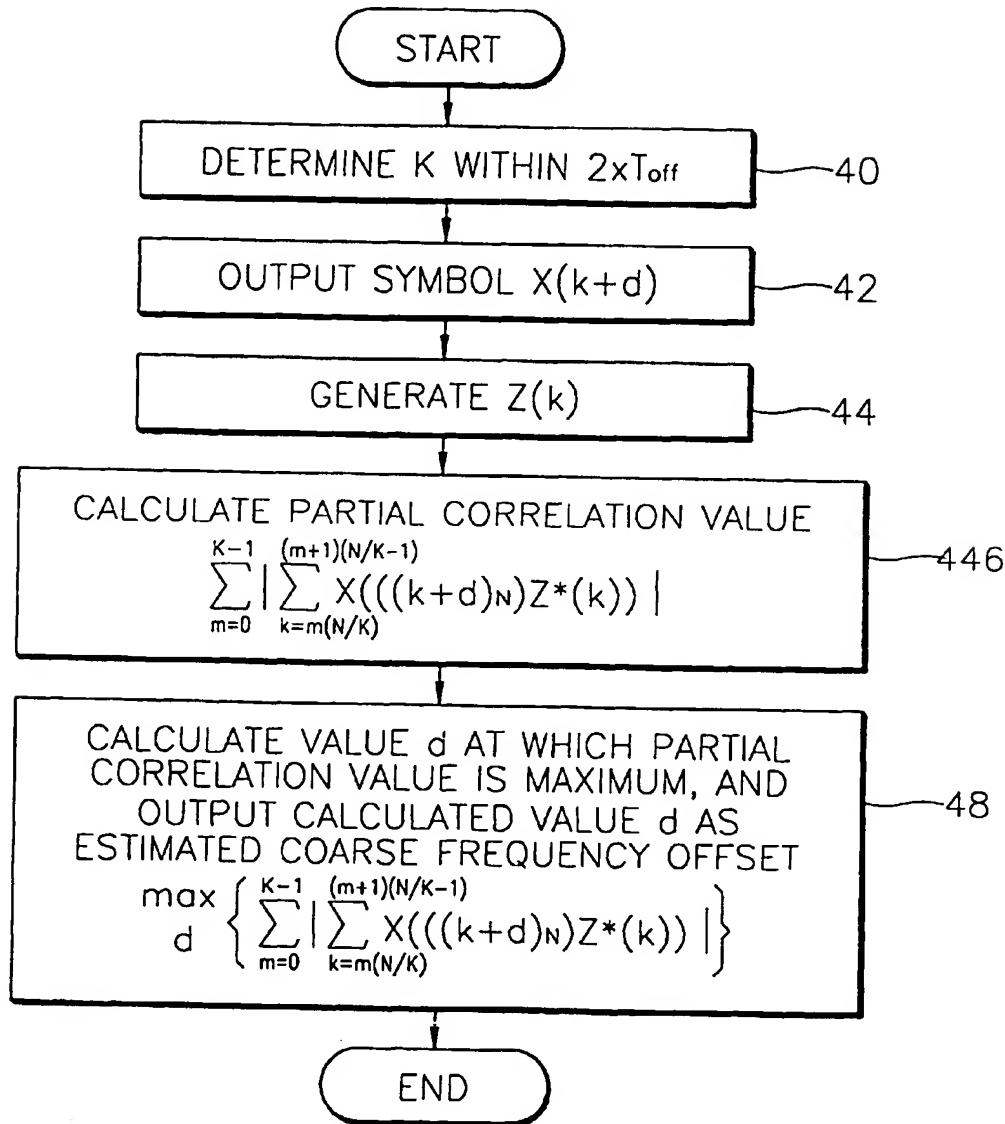 START
DETERMINE K WITHIN 2xToff
40
OUTPUT SYMBOL X(k+d)
42
GENERATE Z(k)
44
CALCULATE PARTIAL CORRELATION VALUE
K-1 (m+1)(N/K-1)
∑ | ∑ X(((k+d)N)Z*(k)) |
m=0 k=m(N/K)
446
CALCULATE VALUE d AT WHICH PARTIAL
CORRELATION VALUE IS MAXIMUM, AND
OUTPUT CALCULATED VALUE d AS
ESTIMATED COARSE FREQUENCY OFFSET
K-1 (m+1)(N/K-1)
max d { ∑ | ∑ X(((k+d)N)Z*(k)) | }
m=0 k=m(N/K)
48
END